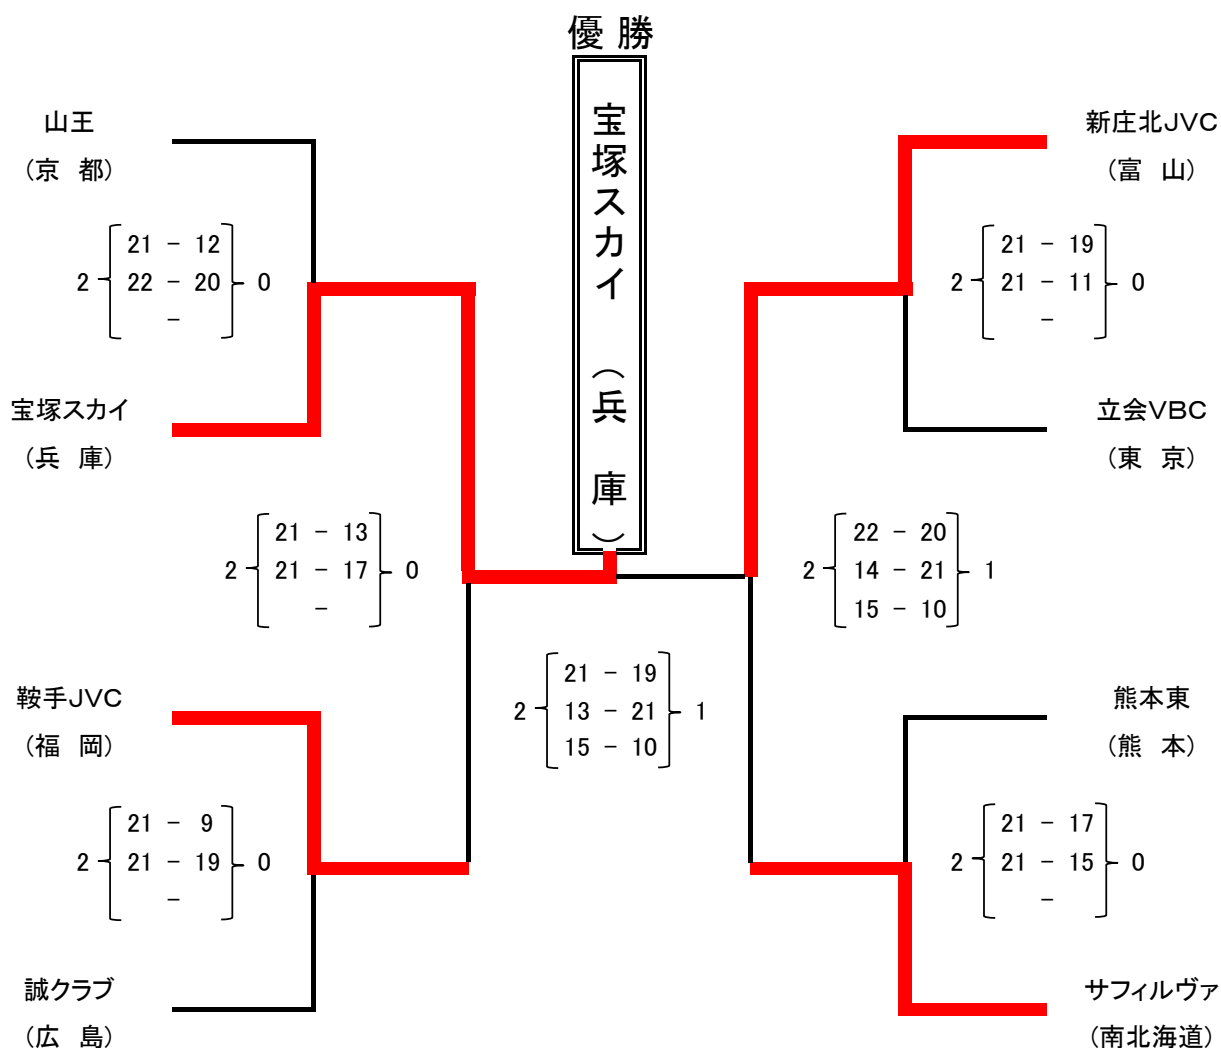 優勝
宝塚スカイ （兵 庫）
山王
（京 都）
21 － 12
2 22 － 20 0
－
宝塚スカイ
（兵 庫）
21 － 13
2 21 － 17 0
－
鞍手JVC
（福 岡）
21 － 9
2 21 － 19 0
－
誠クラブ
（広 島）
21 － 19
2 13 － 21 1
15 － 10
新庄北JVC
（富 山）
21 － 19
2 21 － 11 0
－
立会VBC
（東 京）
22 － 20
2 14 － 21 1
15 － 10
熊本東
（熊 本）
21 － 17
2 21 － 15 0
－
サフィルヴァ
（南北海道）